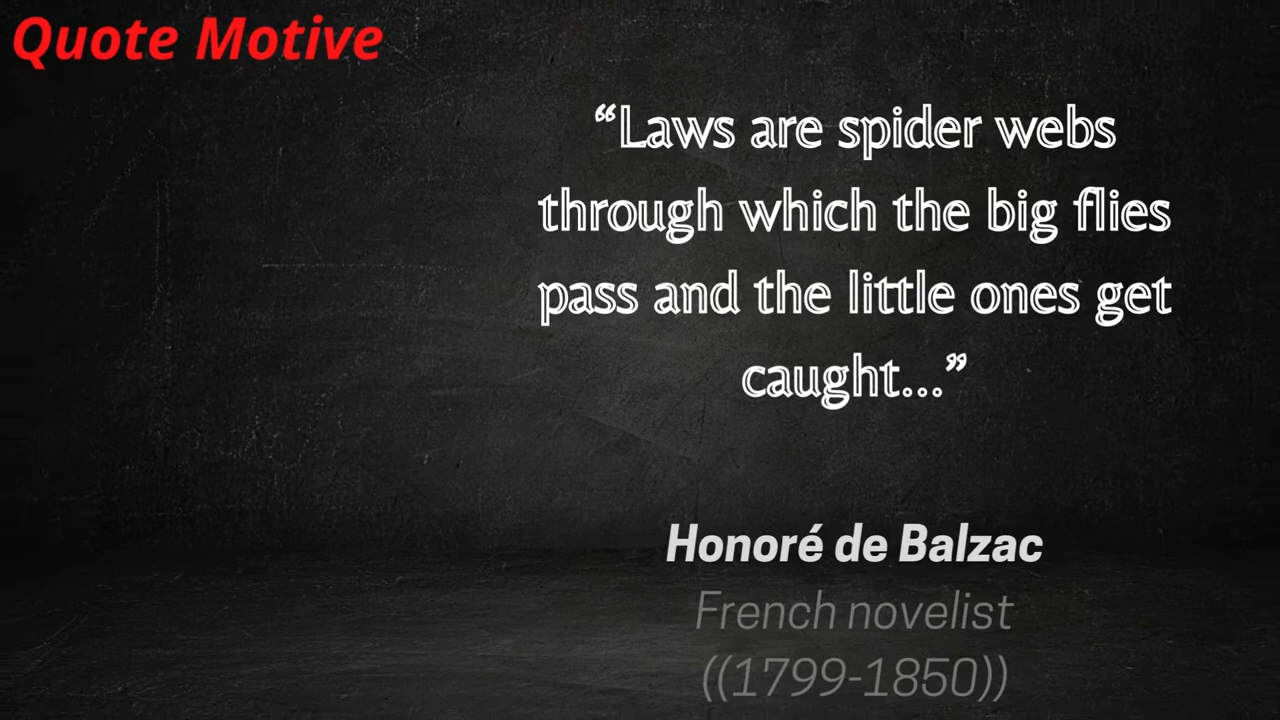 Quote Motive
“Laws are spider webs
through which the big flies
pass and the little ones get
caught...”
Honoré de Balzac
French novelist
((1799-1850))